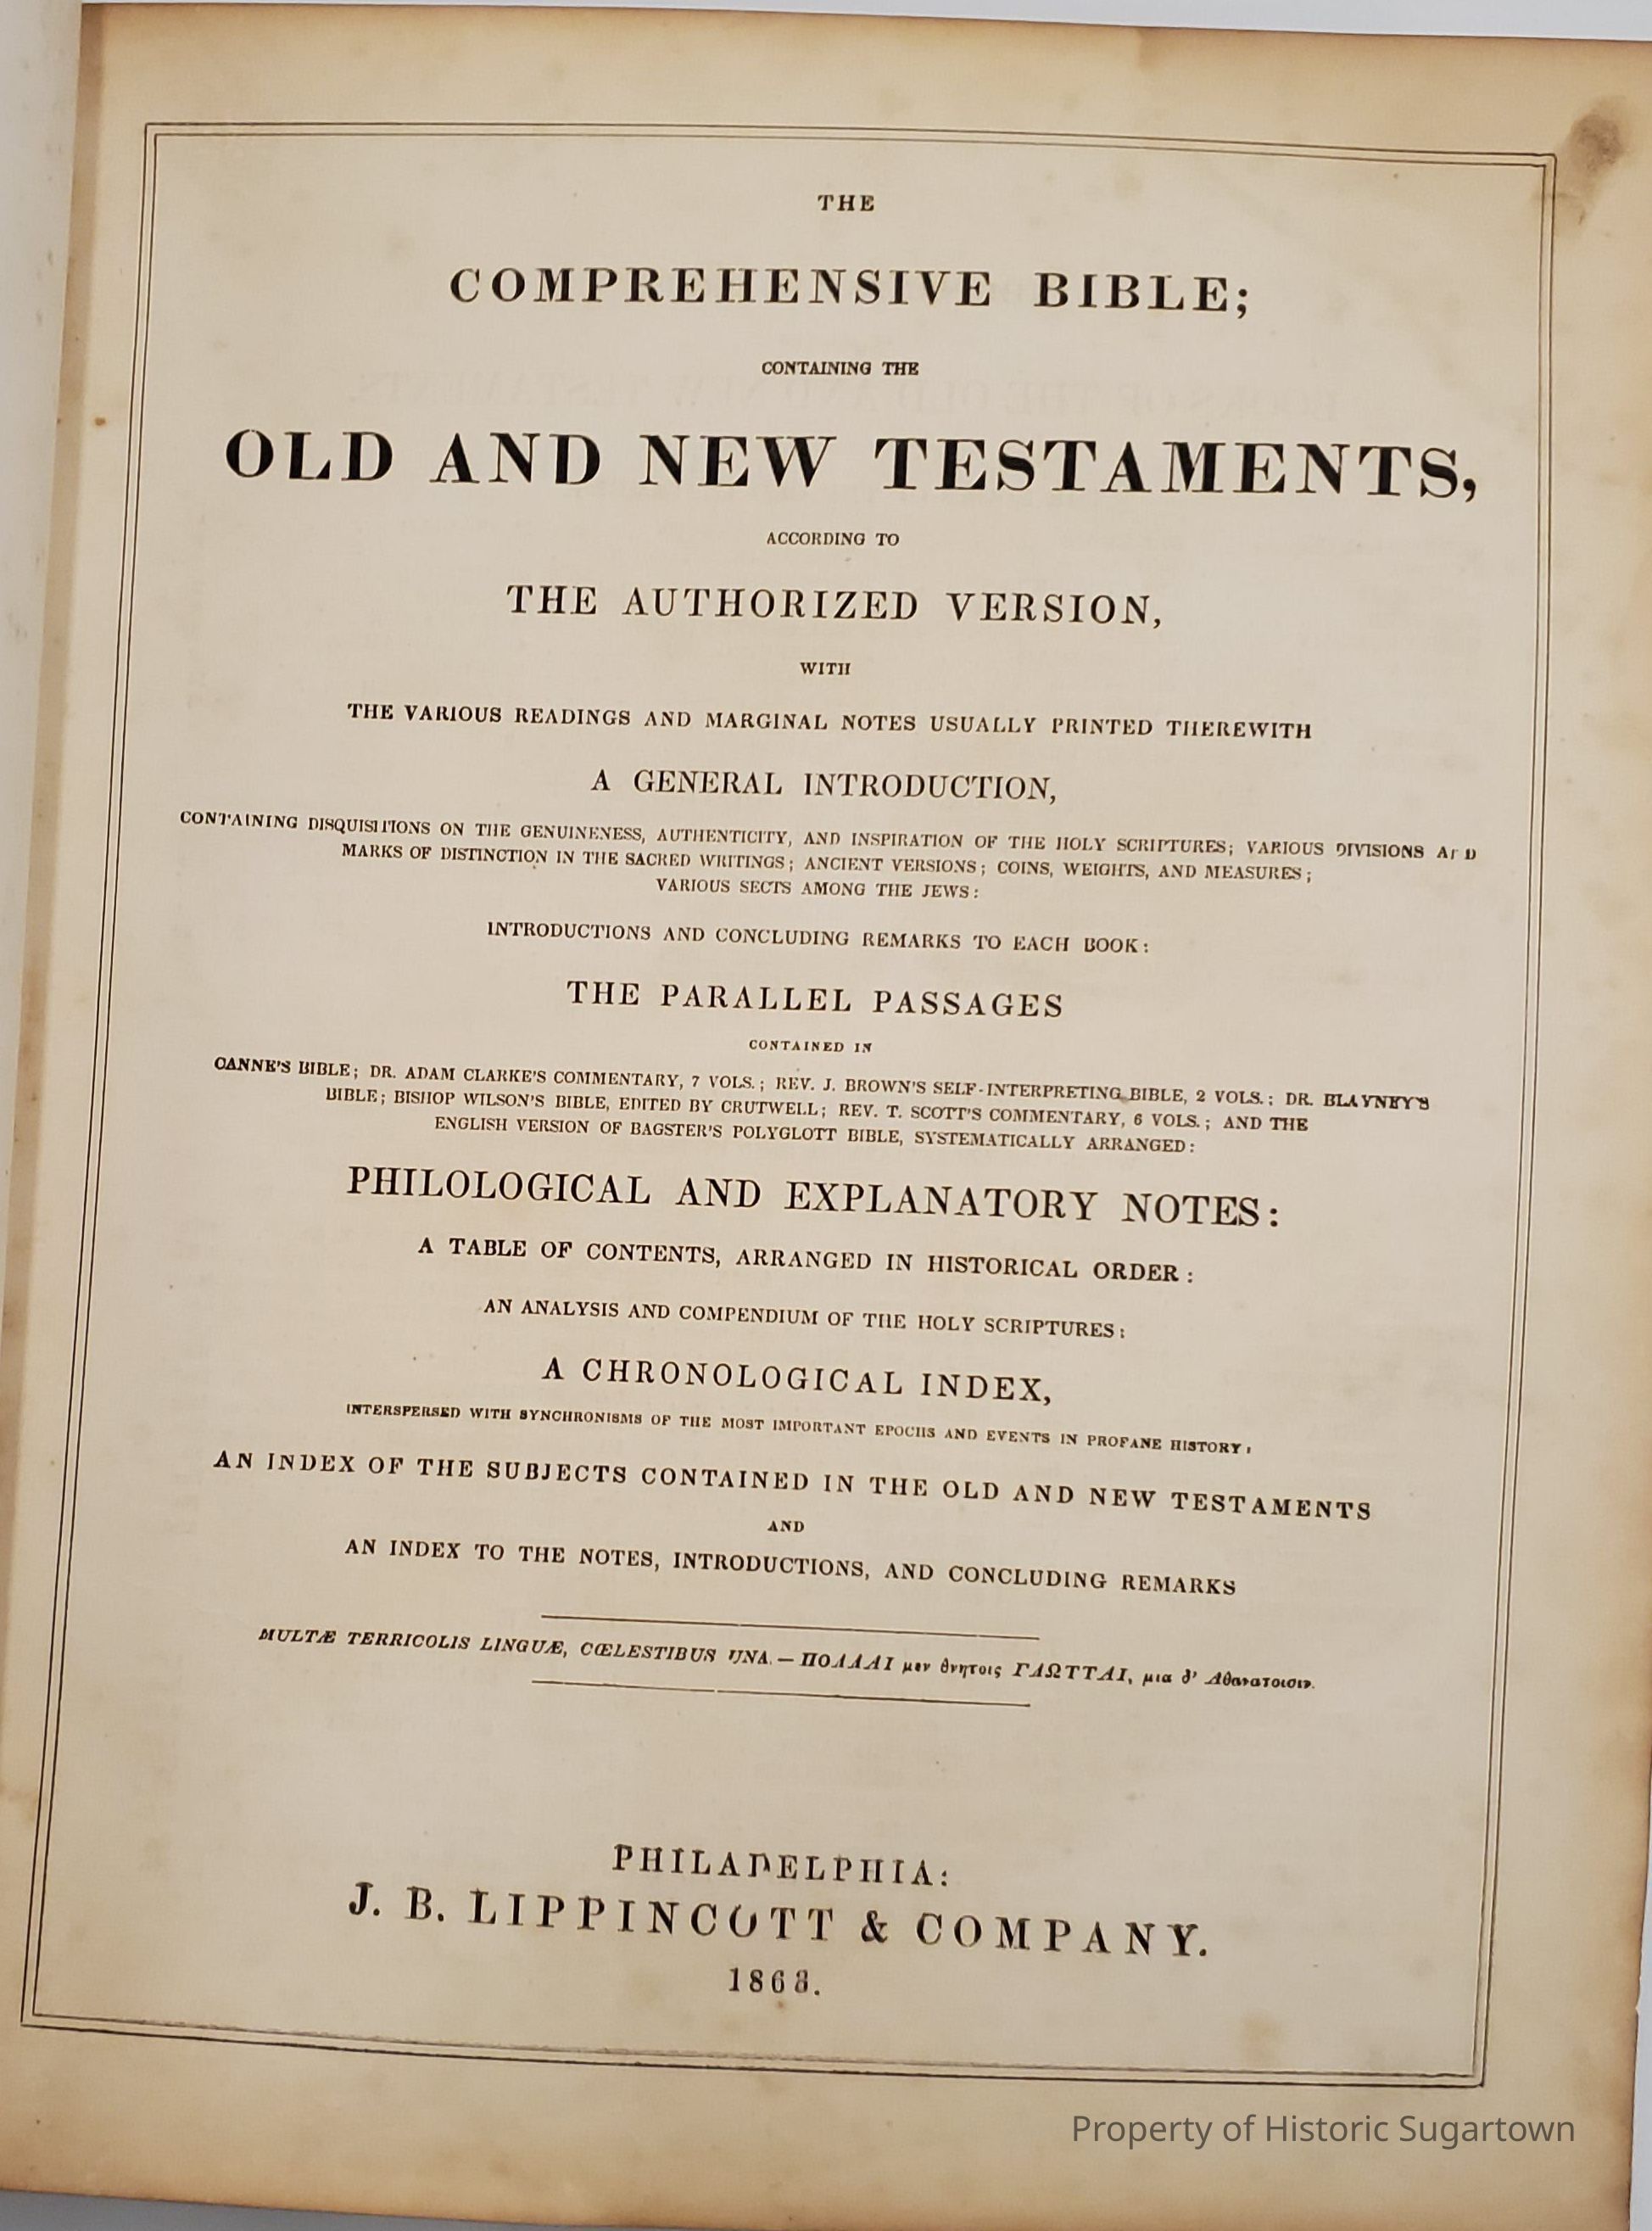 THE
COMPREHENSIVE BIBLE;
CONTAINING THE
OLD AND NEW TESTAMENTS,
ACCORDING TO
THE AUTHORIZED VERSION,
WITH
THE VARIOUS READINGS AND MARGINAL NOTES USUALLY PRINTED THEREWITH
A GENERAL INTRODUCTION,
CONTAINING DISQUISITIONS ON THE GENUINENESS, AUTHENTICITY, AND INSPIRATION OF THE HOLY SCRIPTURES; VARIOUS DIVISIONS AND
MARKS OF DISTINCTION IN THE SACRED WRITINGS; ANCIENT VERSIONS; COINS, WEIGHTS, AND MEASURES;
VARIOUS SECTS AMONG THE JEWS:
INTRODUCTIONS AND CONCLUDING REMARKS TO EACH BOOK:
THE PARALLEL PASSAGES
CONTAINED IN
CANNE'S BIBLE; DR. ADAM CLARKE'S COMMENTARY, 7 VOLS.; REV. J. BROWN'S SELF-INTERPRETING BIBLE, 2 VOLS.; DR. BLAYNEY'S
BIBLE; BISHOP WILSON'S BIBLE, EDITED BY CRUTWELL; REV. T. SCOTT'S COMMENTARY, 6 VOLS.; AND THE
ENGLISH VERSION OF BAGSTER'S POLYGLOTT BIBLE, SYSTEMATICALLY ARRANGED:
PHILOLOGICAL AND EXPLANATORY NOTES:
A TABLE OF CONTENTS, ARRANGED IN HISTORICAL ORDER:
AN ANALYSIS AND COMPENDIUM OF THE HOLY SCRIPTURES:
A CHRONOLOGICAL INDEX,
INTERSPERSED WITH SYNCHRONISMS OF THE MOST IMPORTANT EPOCHS AND EVENTS IN PROFANE HISTORY,
AN INDEX OF THE SUBJECTS CONTAINED IN THE OLD AND NEW TESTAMENTS
AND
AN INDEX TO THE NOTES, INTRODUCTIONS, AND CONCLUDING REMARKS
MULTÆ TERRICOLIS LINGUÆ, CŒLESTIBUS UNA.—ΠΟΛΛΑΙ μεν θνητοις ΓΛΩΤΤΑΙ, μια δ' Αθανατοισιν.
PHILADELPHIA:
J. B. LIPPINCOTT & COMPANY.
1868.
Property of Historic Sugartown